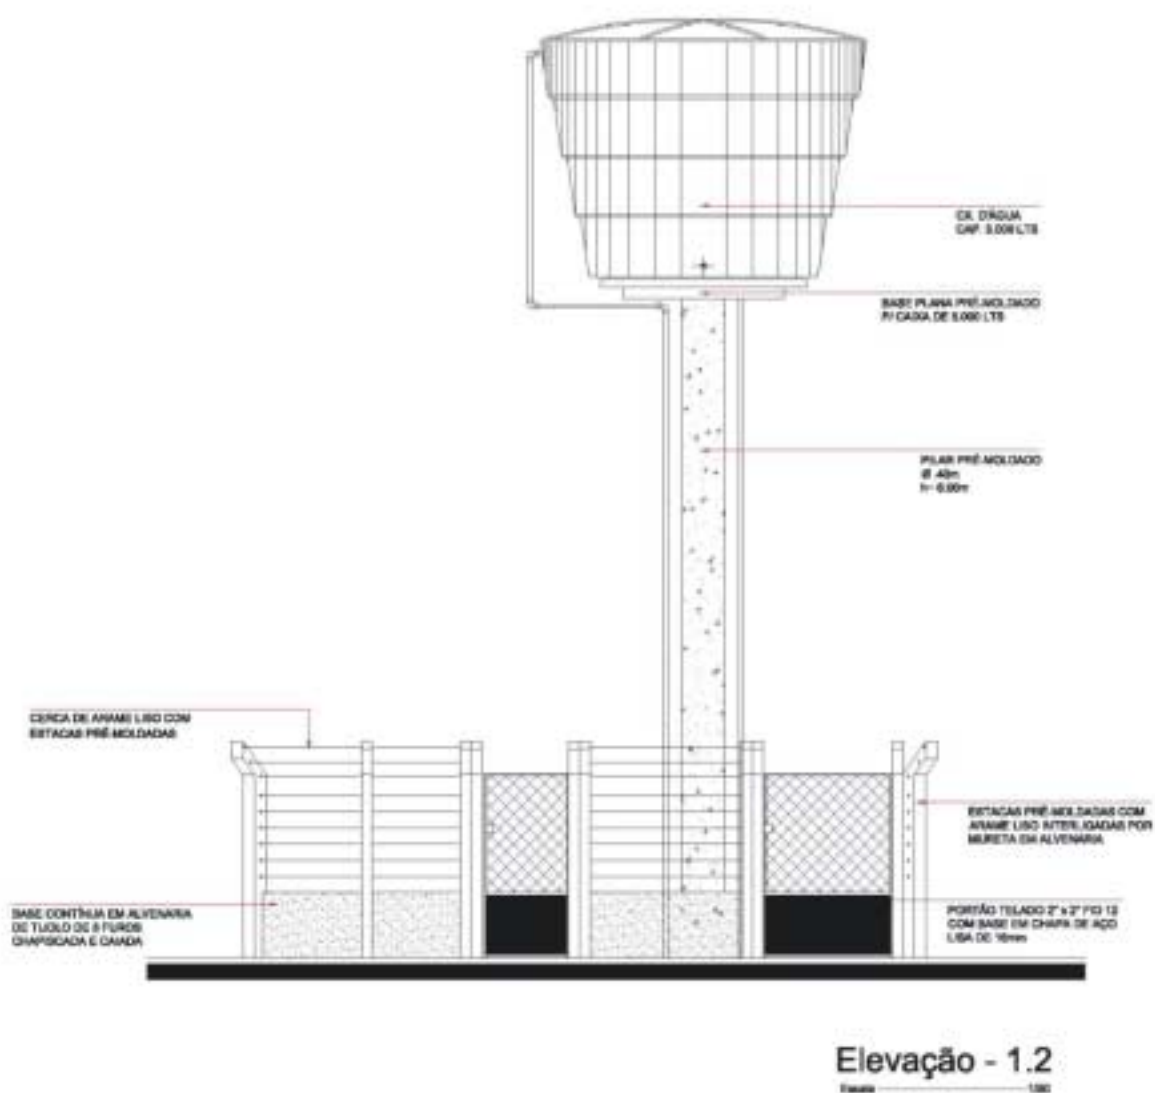 CX. D'ÁGUA
CAP. 5.000 LTS
BASE PLANA PRÉ-MOLDADO
P/ CAIXA DE 5.000 LTS
PILAR PRÉ-MOLDADO
Ø .40m
h= 6.00m
CERCA DE ARAME LISO COM
ESTACAS PRÉ-MOLDADAS
ESTACAS PRÉ-MOLDADAS COM
ARAME LISO INTERLIGADAS POR
MURETA EM ALVENARIA
BASE CONTÍNUA EM ALVENARIA
DE TIJOLO DE 8 FUROS
CHAPISCADA E CAIADA
PORTÃO TELADO 2" x 2" FIO 12
COM BASE EM CHAPA DE AÇO
LISA DE 16mm
Elevação - 1.2
Escala